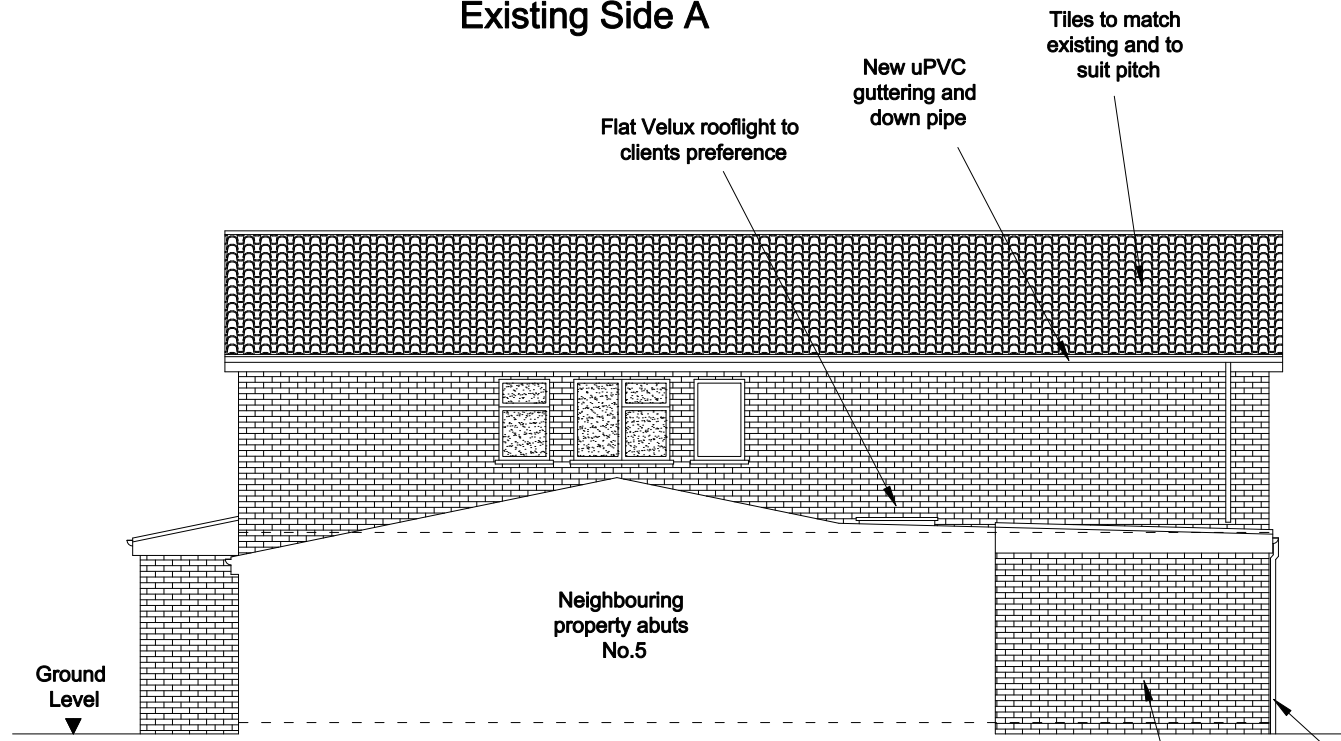 Existing Side A
Tiles to match
existing and to
suit pitch
New uPVC
guttering and
down pipe
Flat Velux rooflight to
clients preference
Neighbouring
property abuts
No.5
Ground
Level